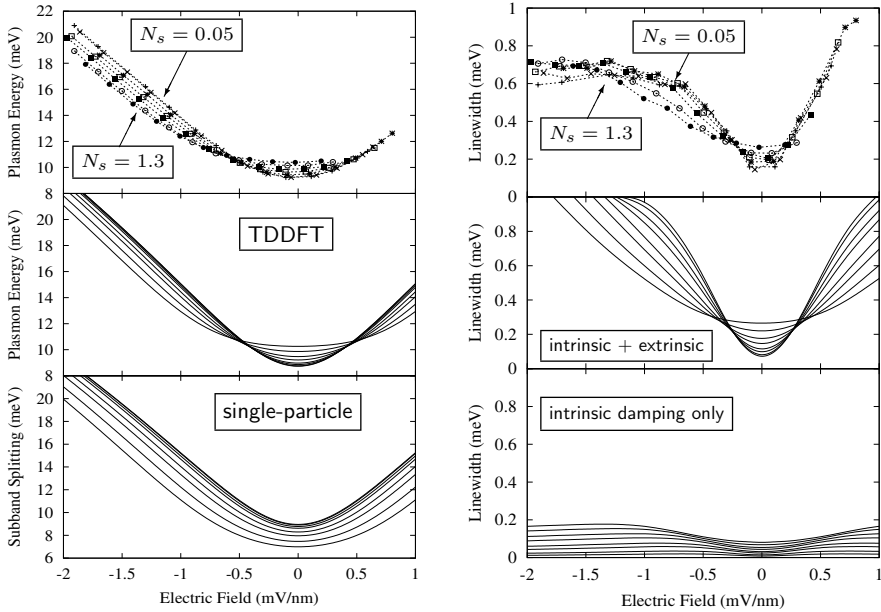 22
20
18
16
14
12
10
8
Plasmon Energy (meV)
N_s = 0.05
N_s = 1.3
20
18
16
14
12
10
8
Plasmon Energy (meV)
TDDFT
20
18
16
14
12
10
8
6
Subband Splitting (meV)
single-particle
-2 -1.5 -1 -0.5 0 0.5 1
Electric Field (mV/nm)
1
0.8
0.6
0.4
0.2
0
Linewidth (meV)
N_s = 0.05
N_s = 1.3
0.8
0.6
0.4
0.2
0
Linewidth (meV)
intrinsic + extrinsic
0.8
0.6
0.4
0.2
0
Linewidth (meV)
intrinsic damping only
-2 -1.5 -1 -0.5 0 0.5 1
Electric Field (mV/nm)